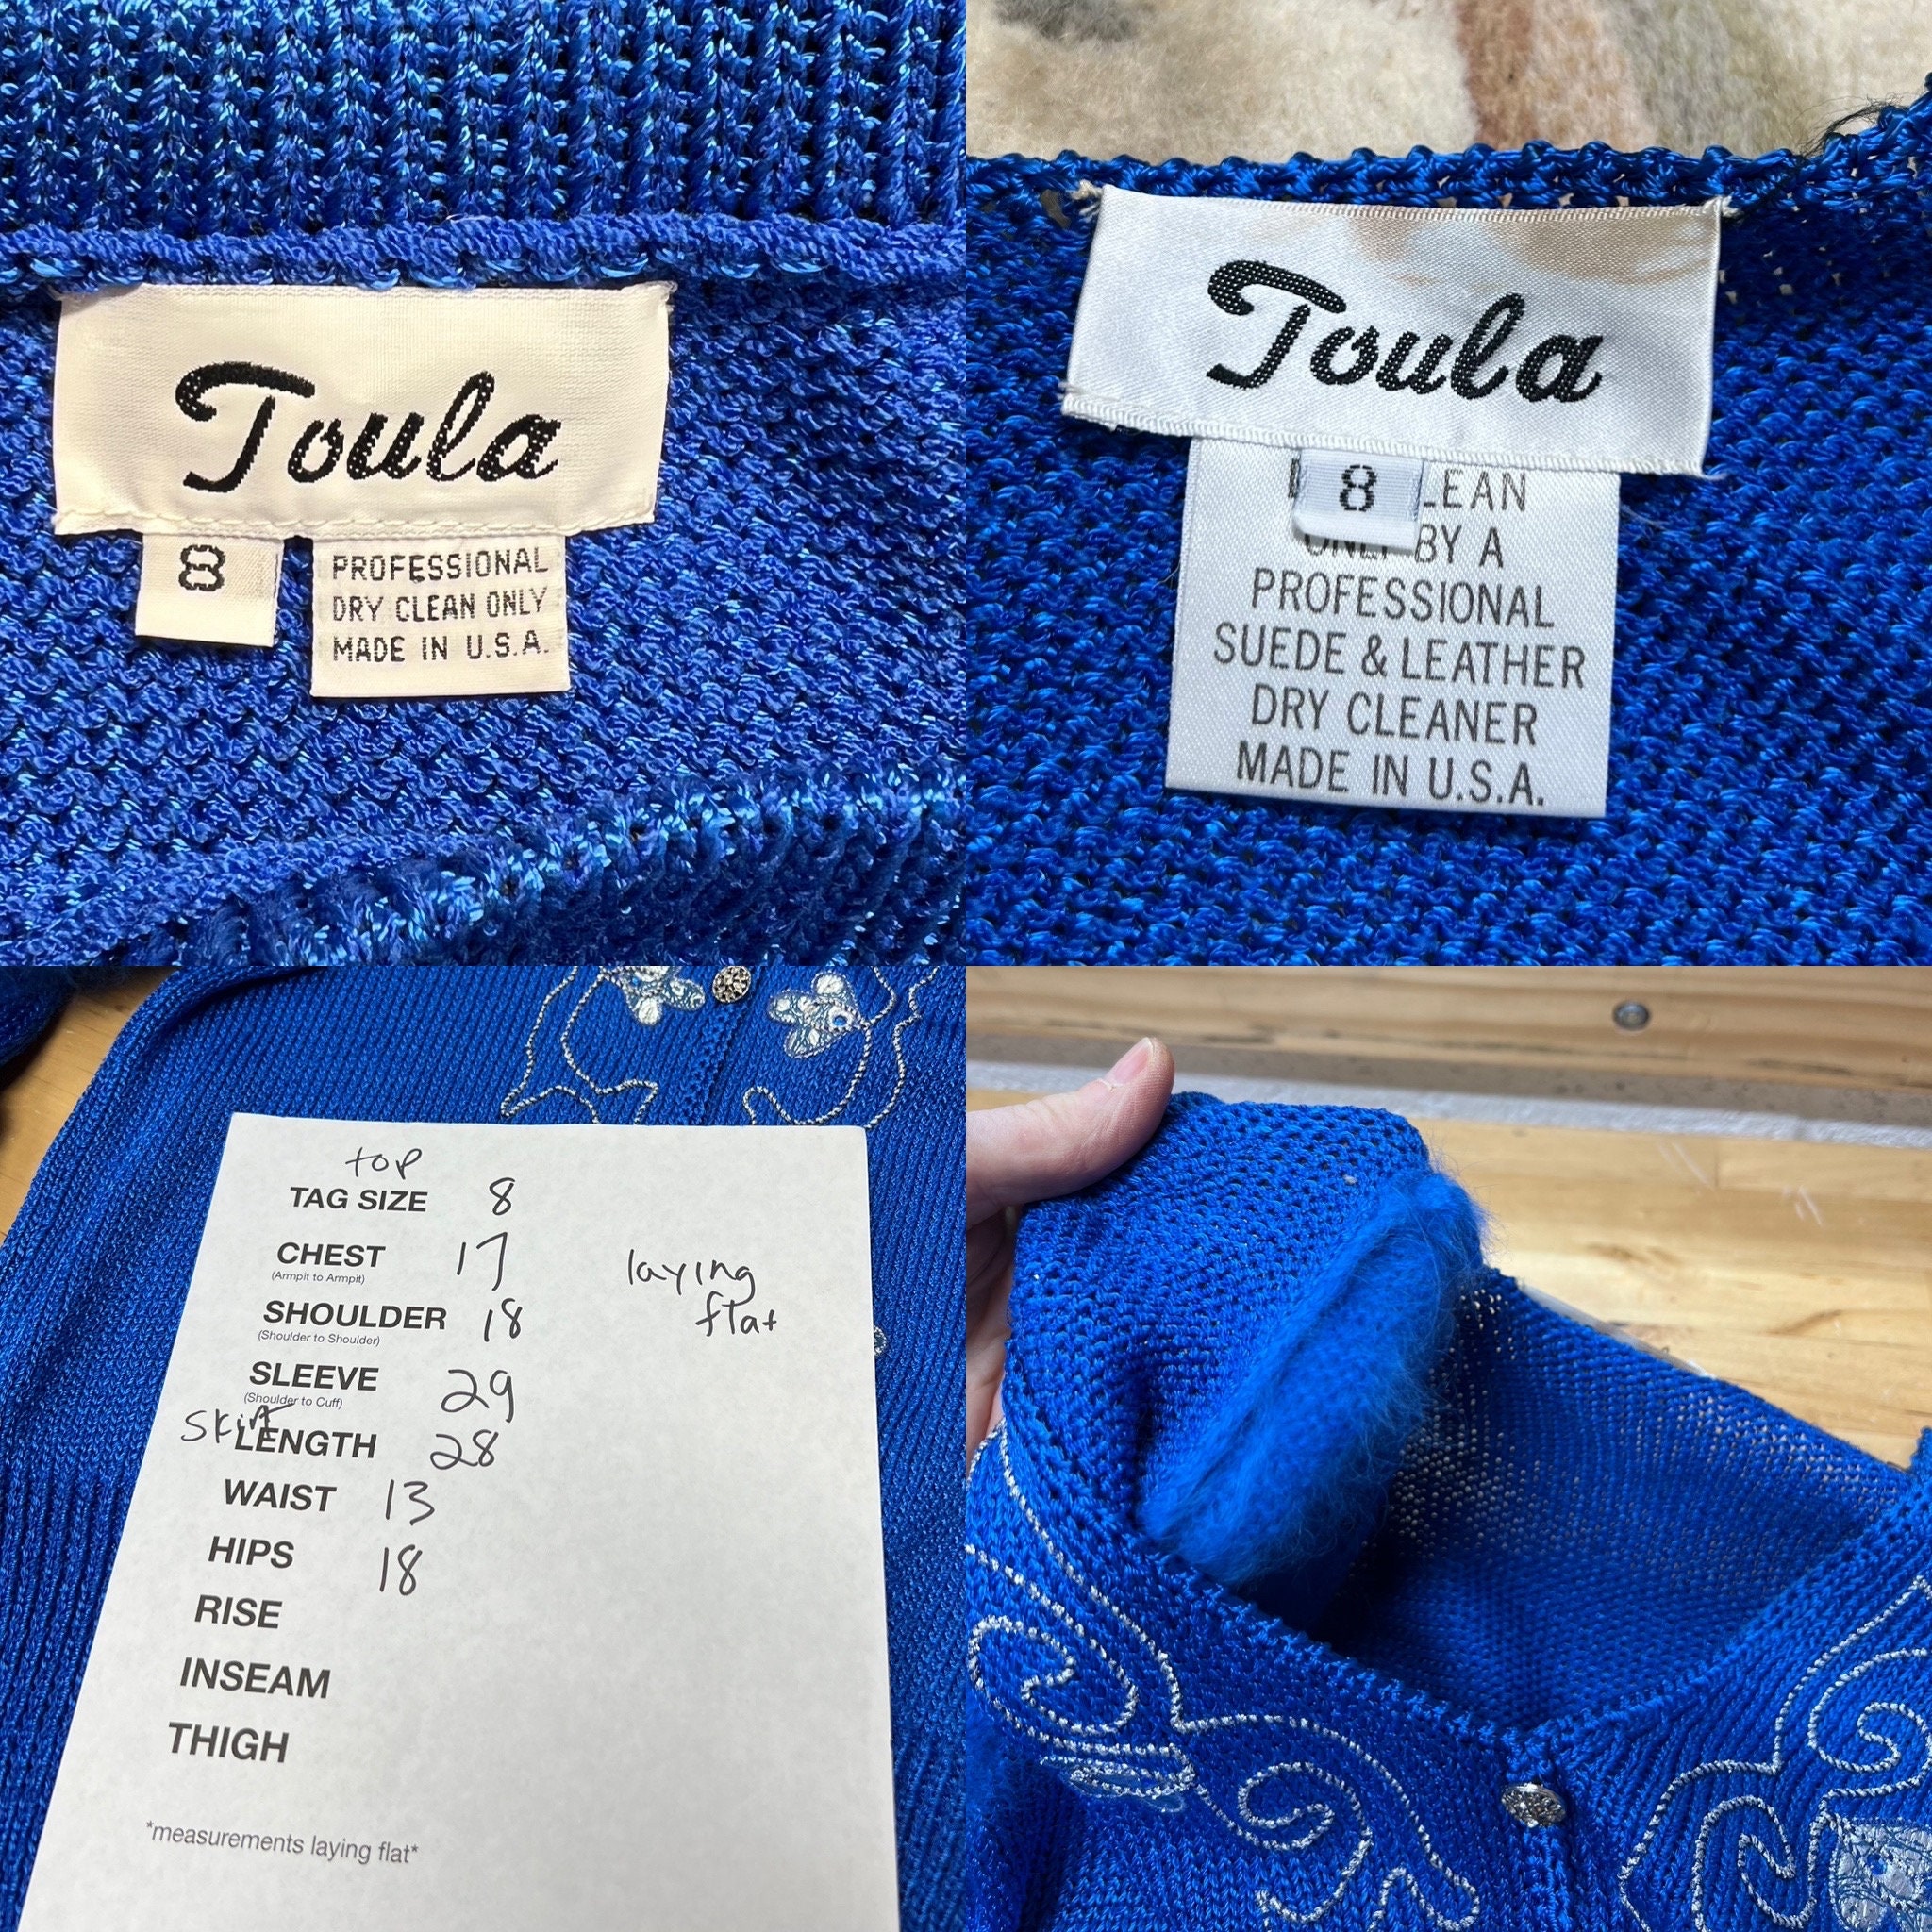 Toula
8
PROFESSIONAL
DRY CLEAN ONLY
MADE IN U.S.A.
Toula
8
LEAN
BY A
PROFESSIONAL
SUEDE & LEATHER
DRY CLEANER
MADE IN U.S.A.
top
TAG SIZE 8
CHEST 17
(Armpit to Armpit)
laying
flat
SHOULDER 18
(Shoulder to Shoulder)
SLEEVE 29
(Shoulder to Cuff)
Skirt
LENGTH 28
WAIST 13
HIPS 18
RISE
INSEAM
THIGH
*measurements laying flat*